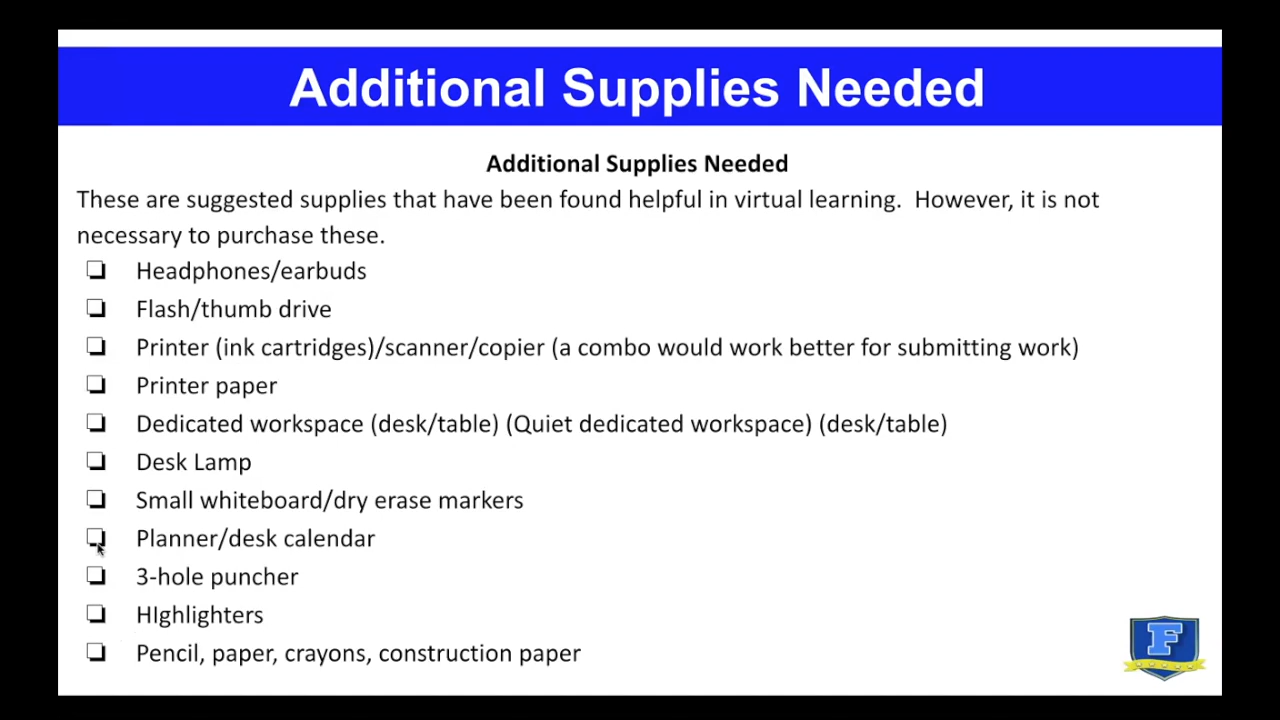 Additional Supplies Needed
Additional Supplies Needed
These are suggested supplies that have been found helpful in virtual learning.  However, it is not
necessary to purchase these.
Headphones/earbuds
Flash/thumb drive
Printer (ink cartridges)/scanner/copier (a combo would work better for submitting work)
Printer paper
Dedicated workspace (desk/table) (Quiet dedicated workspace) (desk/table)
Desk Lamp
Small whiteboard/dry erase markers
Planner/desk calendar
3-hole puncher
HIghlighters
Pencil, paper, crayons, construction paper
F